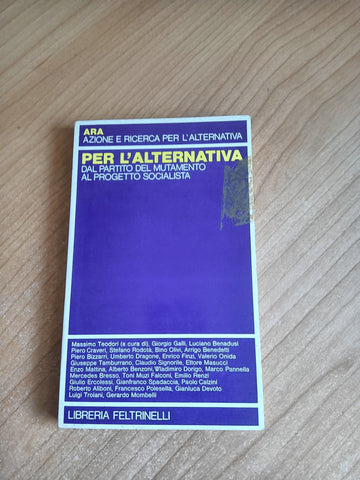 ARA
AZIONE E RICERCA PER L'ALTERNATIVA
PER L'ALTERNATIVA
DAL PARTITO DEL MUTAMENTO
AL PROGETTO SOCIALISTA
Massimo Teodori (a cura di), Giorgio Galli, Luciano Benadusi
Piero Craveri, Stefano Rodotà, Bino Olivi, Arrigo Benedetti
Piero Bizzarri, Umberto Dragone, Enrico Finzi, Valerio Onida
Giuseppe Tamburrano, Claudio Signorile, Ettore Masucci
Enzo Mattina, Alberto Benzoni, Wladimiro Dorigo, Marco Pannella
Mercedes Bresso, Toni Muzi Falconi, Emilio Renzi
Giulio Ercolessi, Gianfranco Spadaccia, Paolo Calzini
Roberto Aliboni, Francesco Polesella, Gianluca Devoto
Luigi Troiani, Gerardo Mombelli
LIBRERIA FELTRINELLI